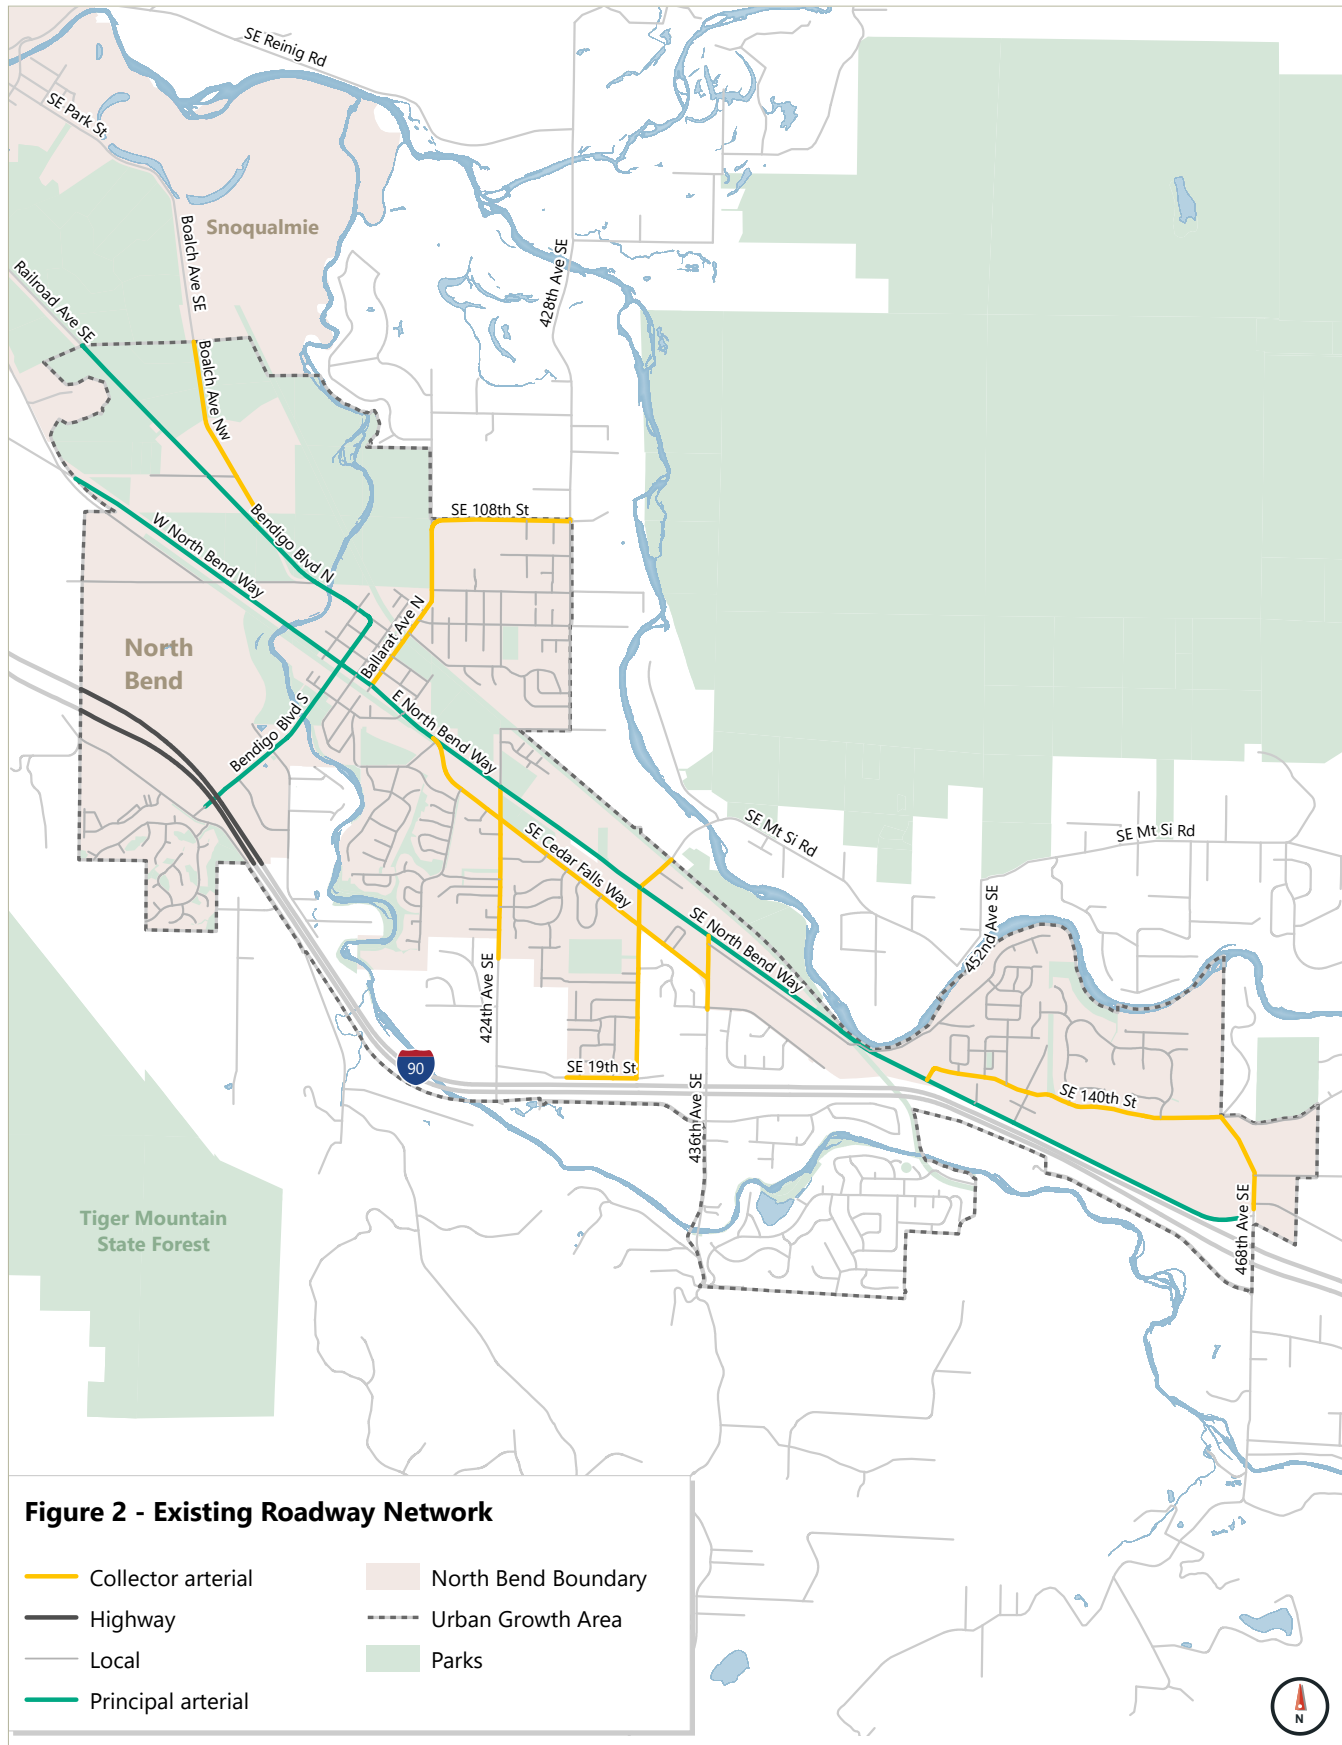 SE Reinig Rd
SE Park St
Boalch Ave SE
Snoqualmie
428th Ave SE
Railroad Ave SE
Boalch Ave NW
SE 108th St
Bendigo Blvd N
W North Bend Way
Ballarat Ave N
North
Bend
E North Bend Way
Bendigo Blvd S
SE Mt Si Rd
SE Mt Si Rd
SE Cedar Falls Way
452nd Ave SE
SE North Bend Way
424th Ave SE
90
SE 19th St
SE 140th St
436th Ave SE
468th Ave SE
Tiger Mountain
State Forest
Figure 2 - Existing Roadway Network
Collector arterial
Highway
Local
Principal arterial
North Bend Boundary
Urban Growth Area
Parks
N